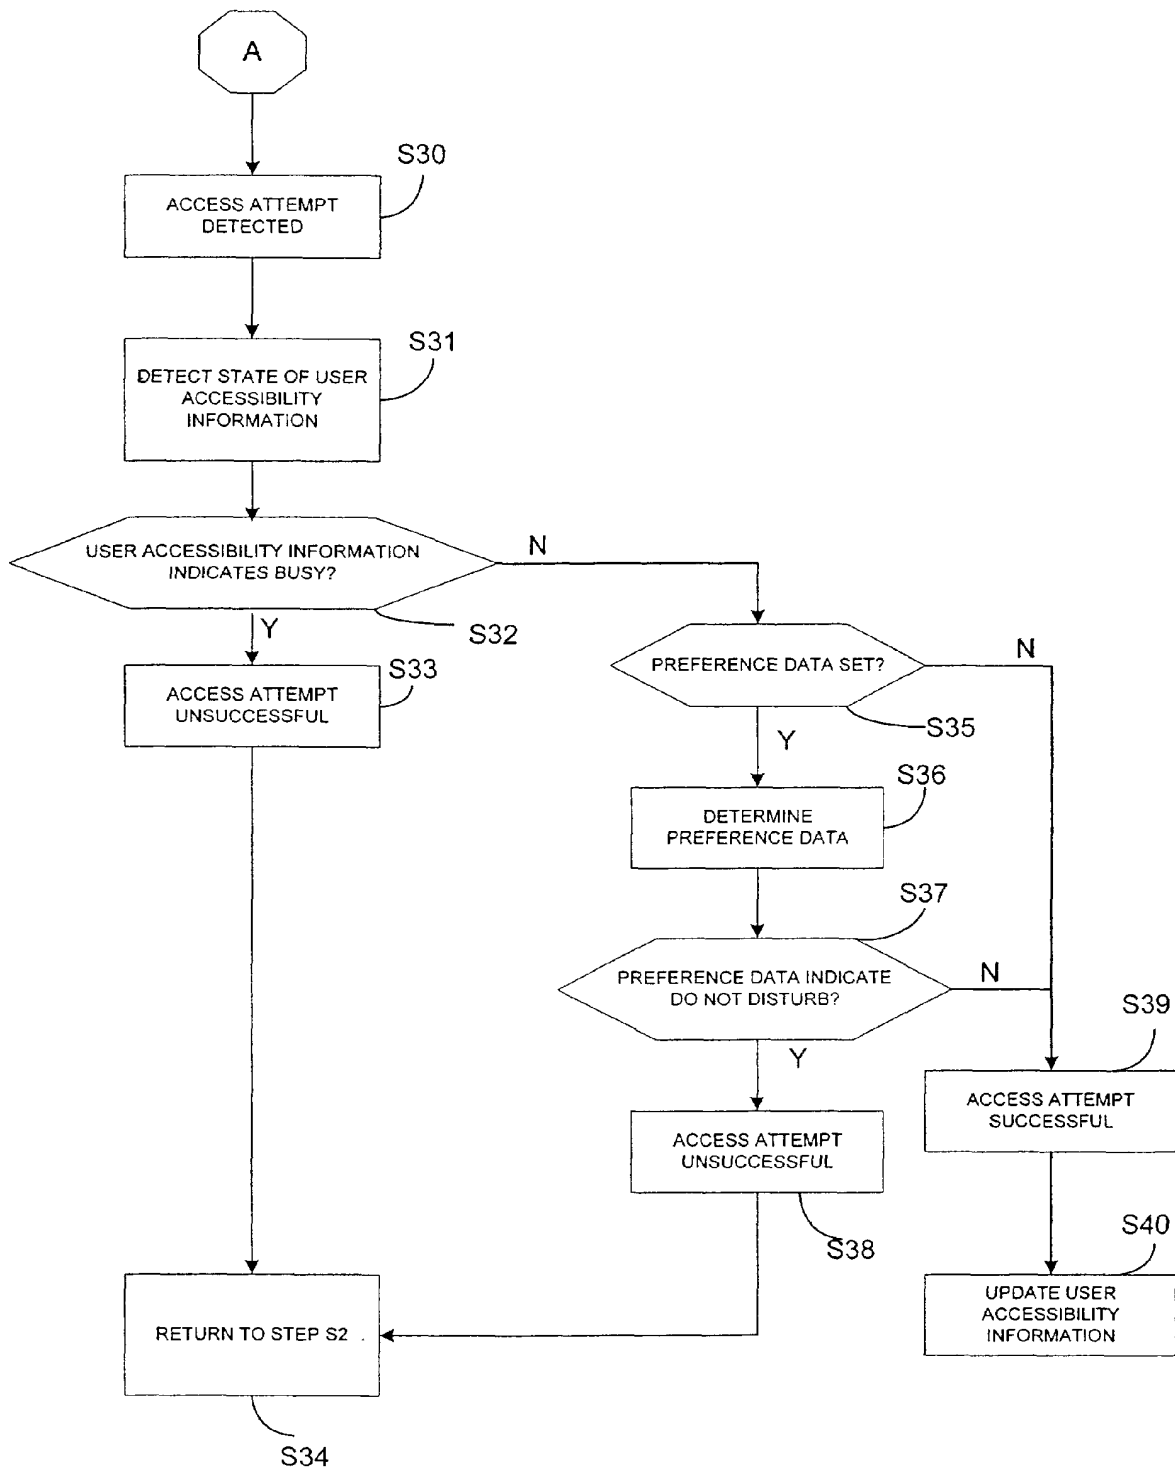 A
S30
ACCESS ATTEMPT
DETECTED
S31
DETECT STATE OF USER
ACCESSIBILITY
INFORMATION
USER ACCESSIBILITY INFORMATION
INDICATES BUSY?
N
S32
Y
S33
ACCESS ATTEMPT
UNSUCCESSFUL
PREFERENCE DATA SET?
N
S35
Y
S36
DETERMINE
PREFERENCE DATA
S37
PREFERENCE DATA INDICATE
DO NOT DISTURB?
N
Y
S39
ACCESS ATTEMPT
SUCCESSFUL
ACCESS ATTEMPT
UNSUCCESSFUL
S38
S40
UPDATE USER
ACCESSIBILITY
INFORMATION
RETURN TO STEP S2
S34